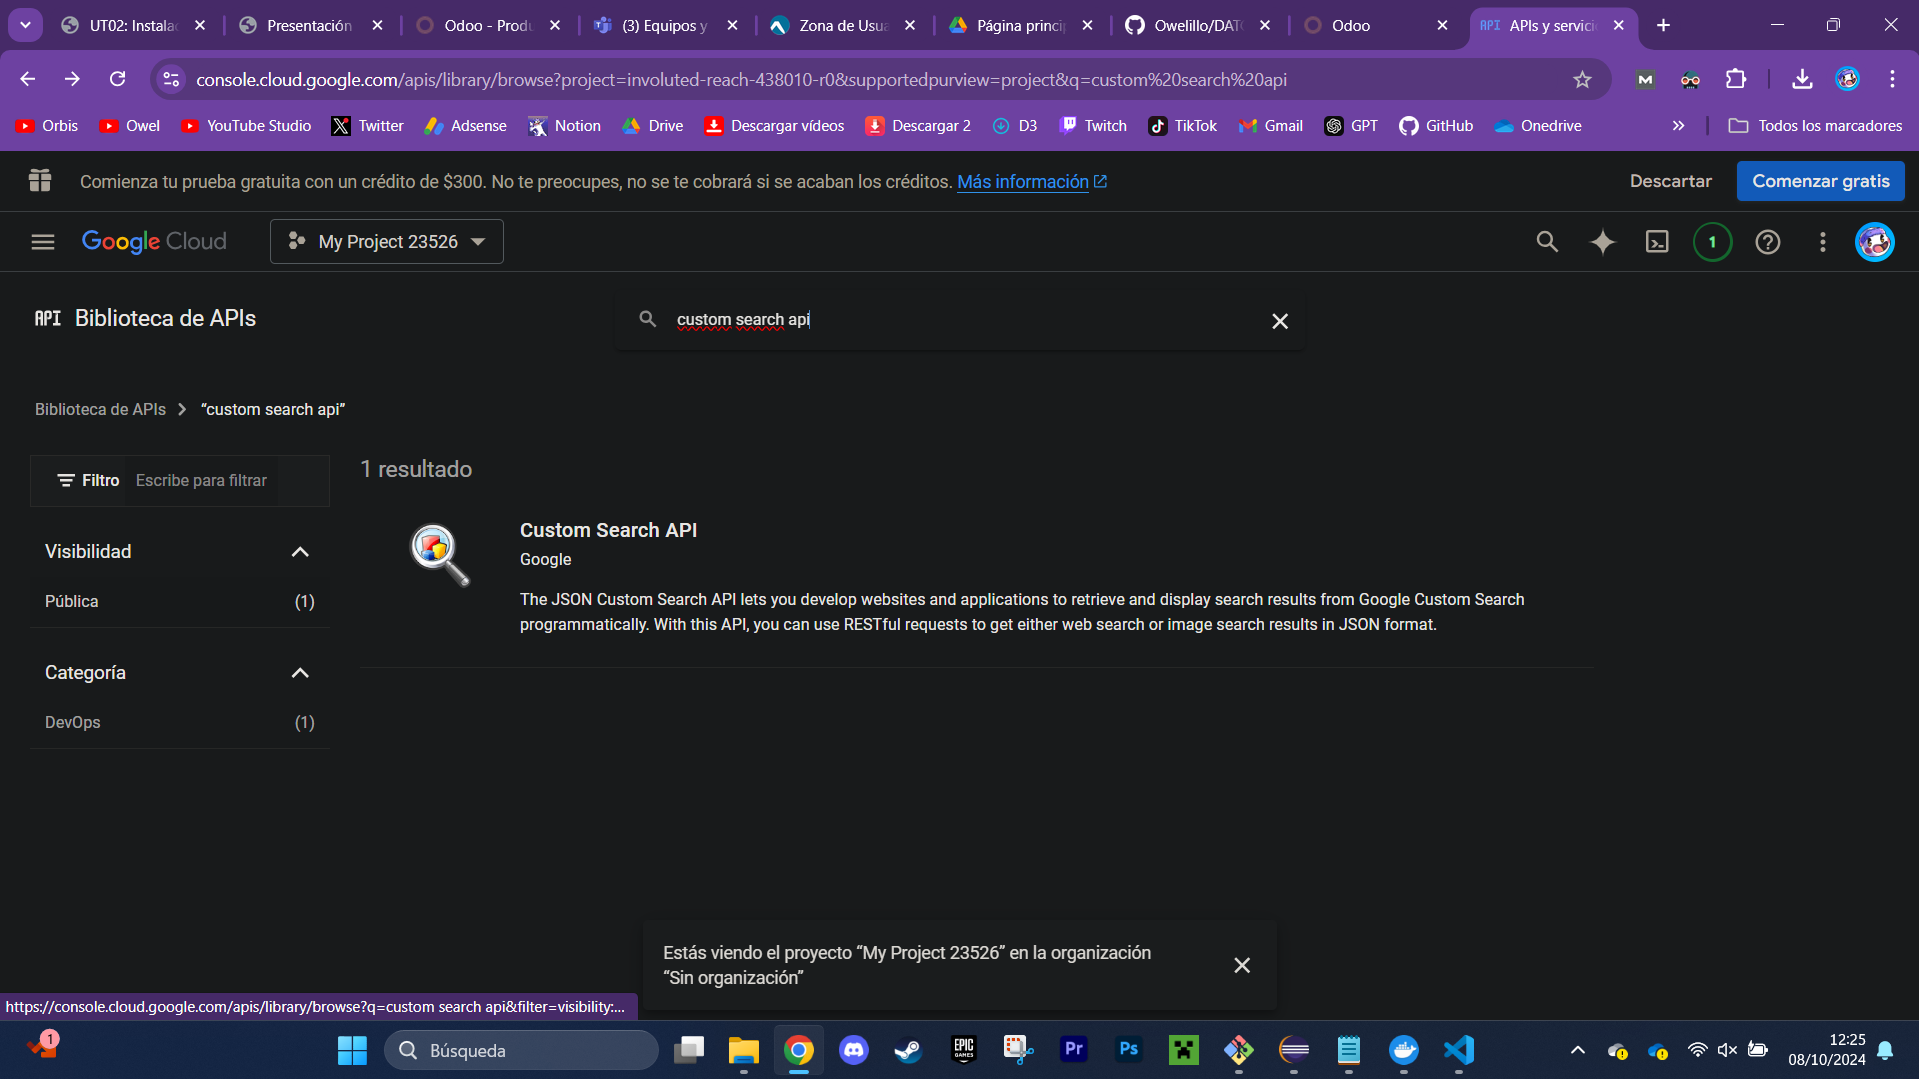 UT02: Instala
Presentación
Odoo - Produ
(3) Equipos y
Zona de Usua
Página princip
Owelillo/DAT
Odoo
APIs y servicio
console.cloud.google.com/apis/library/browse?project=involuted-reach-438010-r0&supportedpurview=project&q=custom%20search%20api
Orbis
Owel
YouTube Studio
Twitter
Adsense
Notion
Drive
Descargar vídeos
Descargar 2
D3
Twitch
TikTok
Gmail
GPT
GitHub
Onedrive
Todos los marcadores
Comienza tu prueba gratuita con un crédito de $300. No te preocupes, no se te cobrará si se acaban los créditos. Más información
Descartar
Comenzar gratis
Google Cloud
My Project 23526
1
API Biblioteca de APIs
custom search api
Biblioteca de APIs > “custom search api”
Filtro Escribe para filtrar
1 resultado
Visibilidad
Pública (1)
Categoría
DevOps (1)
Custom Search API
Google
The JSON Custom Search API lets you develop websites and applications to retrieve and display search results from Google Custom Search
programmatically. With this API, you can use RESTful requests to get either web search or image search results in JSON format.
Estás viendo el proyecto “My Project 23526” en la organización
“Sin organización”
https://console.cloud.google.com/apis/library/browse?q=custom search api&filter=visibility:...
1
Búsqueda
EPIC
GAMES
Pr
Ps
12:25
08/10/2024